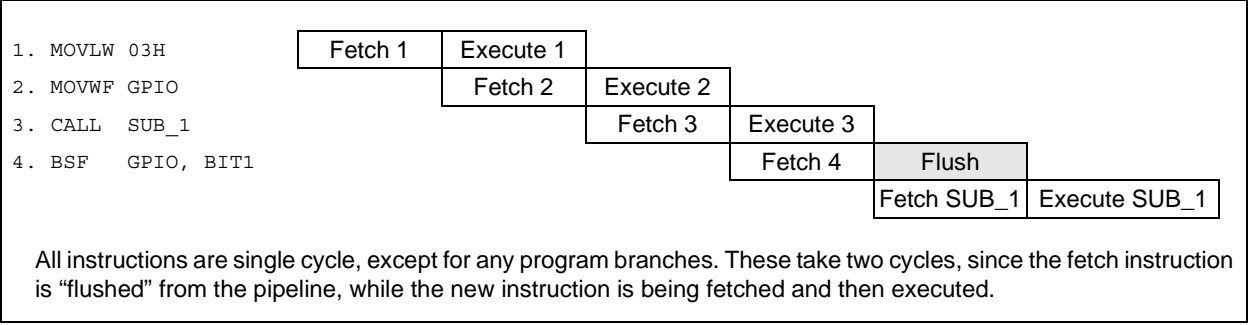 1. MOVLW 03H Fetch 1 Execute 1
2. MOVWF GPIO Fetch 2 Execute 2
3. CALL SUB_1 Fetch 3 Execute 3
4. BSF GPIO, BIT1 Fetch 4 Flush
Fetch SUB_1 Execute SUB_1
All instructions are single cycle, except for any program branches. These take two cycles, since the fetch instruction
is “flushed” from the pipeline, while the new instruction is being fetched and then executed.